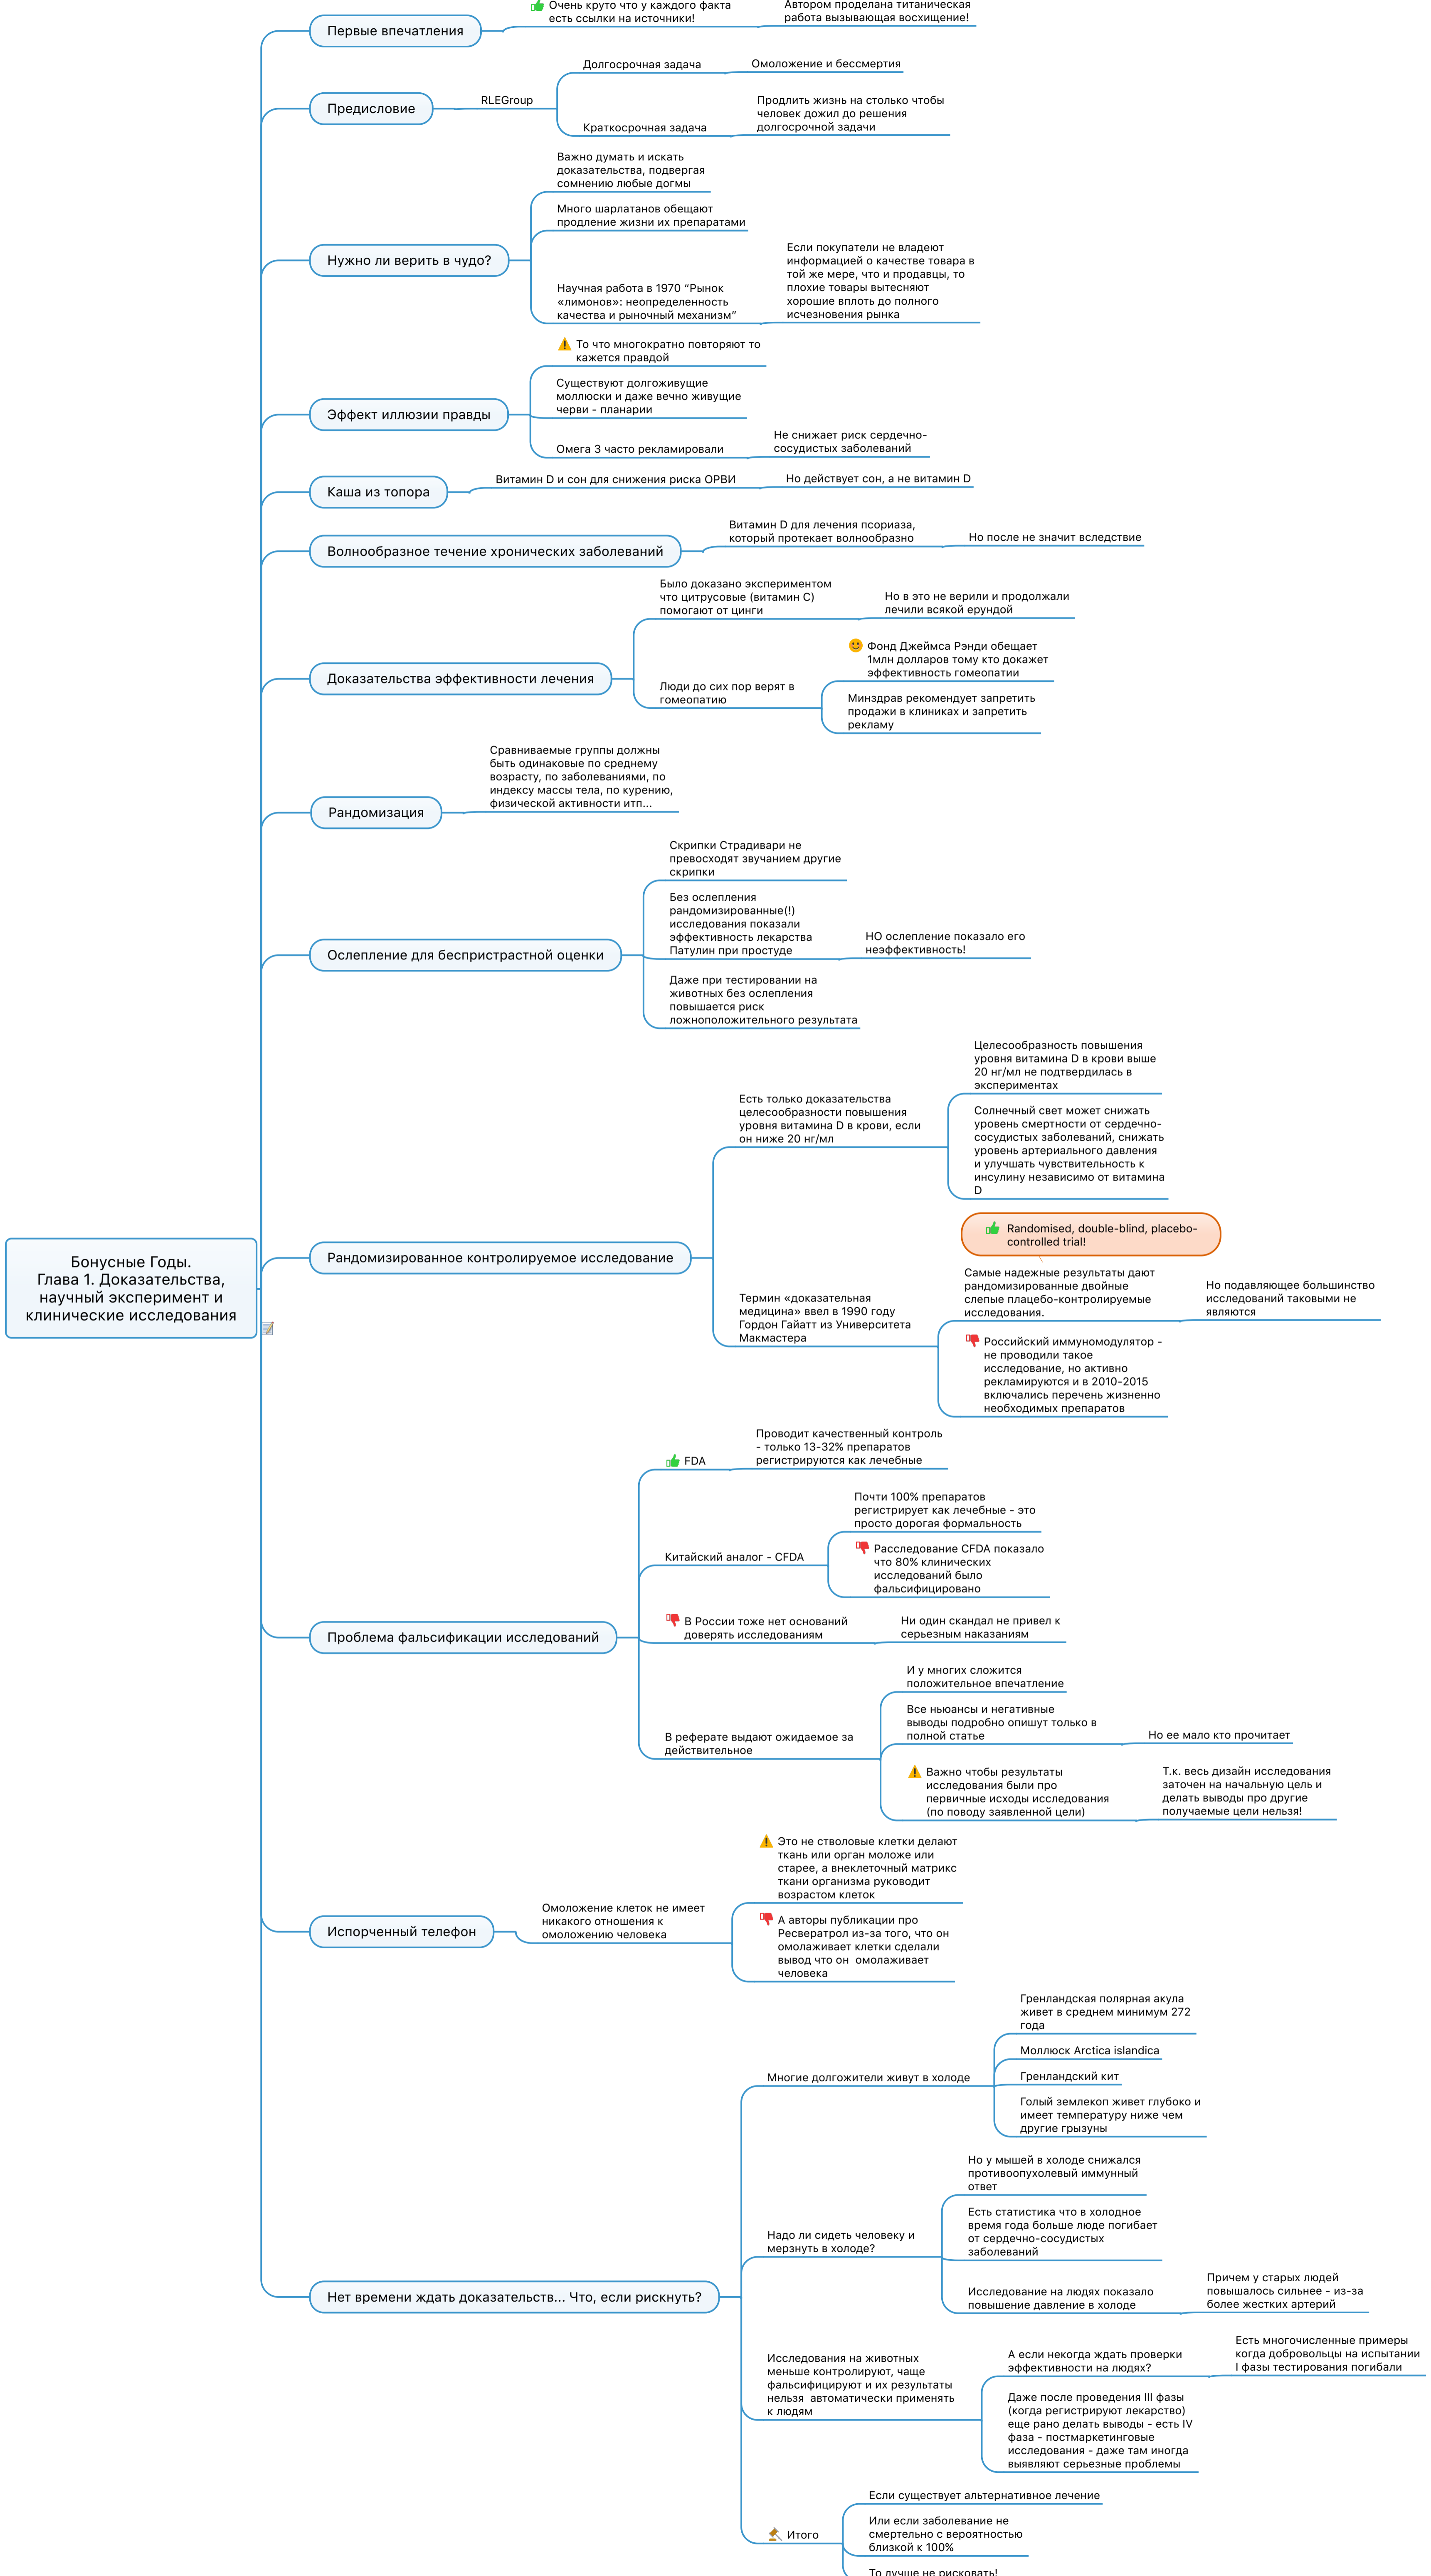 Очень круто что у каждого факта
есть ссылки на источники!
Автором проделана титаническая
работа вызывающая восхищение!
Первые впечатления
Долгосрочная задача
Омоложение и бессмертия
RLEGroup
Предисловие
Продлить жизнь на столько чтобы
человек дожил до решения
долгосрочной задачи
Краткосрочная задача
Важно думать и искать
доказательства, подвергая
сомнению любые догмы
Много шарлатанов обещают
продление жизни их препаратами
Нужно ли верить в чудо?
Если покупатели не владеют
информацией о качестве товара в
той же мере, что и продавцы, то
плохие товары вытесняют
хорошие вплоть до полного
исчезновения рынка
Научная работа в 1970 “Рынок
«лимонов»: неопределенность
качества и рыночный механизм”
То что многократно повторяют то
кажется правдой
Существуют долгоживущие
моллюски и даже вечно живущие
черви - планарии
Эффект иллюзии правды
Омега 3 часто рекламировали
Не снижает риск сердечно-
сосудистых заболеваний
Каша из топора
Витамин D и сон для снижения риска ОРВИ
Но действует сон, а не витамин D
Волнообразное течение хронических заболеваний
Витамин D для лечения псориаза,
который протекает волнообразно
Но после не значит вследствие
Было доказано экспериментом
что цитрусовые (витамин С)
помогают от цинги
Но в это не верили и продолжали
лечили всякой ерундой
Доказательства эффективности лечения
Люди до сих пор верят в
гомеопатию
Фонд Джеймса Рэнди обещает
1млн долларов тому кто докажет
эффективность гомеопатии
Минздрав рекомендует запретить
продажи в клиниках и запретить
рекламу
Рандомизация
Сравниваемые группы должны
быть одинаковые по среднему
возрасту, по заболеваниями, по
индексу массы тела, по курению,
физической активности итп...
Скрипки Страдивари не
превосходят звучанием другие
скрипки
Ослепление для беспристрастной оценки
Без ослепления
рандомизированные(!)
исследования показали
эффективность лекарства
Патулин при простуде
НО ослепление показало его
неэффективность!
Даже при тестировании на
животных без ослепления
повышается риск
ложноположительного результата
Есть только доказательства
целесообразности повышения
уровня витамина D в крови, если
он ниже 20 нг/мл
Целесообразность повышения
уровня витамина D в крови выше
20 нг/мл не подтвердилась в
экспериментах
Солнечный свет может снижать
уровень смертности от сердечно-
сосудистых заболеваний, снижать
уровень артериального давления
и улучшать чувствительность к
инсулину независимо от витамина
D
Бонусные Годы.
Глава 1. Доказательства,
научный эксперимент и
клинические исследования
Рандомизированное контролируемое исследование
Randomised, double-blind, placebo-
controlled trial!
Термин «доказательная
медицина» ввел в 1990 году
Гордон Гайатт из Университета
Макмастера
Самые надежные результаты дают
рандомизированные двойные
слепые плацебо-контролируемые
исследования.
Но подавляющее большинство
исследований таковыми не
являются
Российский иммуномодулятор -
не проводили такое
исследование, но активно
рекламируются и в 2010-2015
включались перечень жизненно
необходимых препаратов
FDA
Проводит качественный контроль
- только 13-32% препаратов
регистрируются как лечебные
Китайский аналог - CFDA
Почти 100% препаратов
регистрирует как лечебные - это
просто дорогая формальность
Расследование CFDA показало
что 80% клинических
исследований было
фальсифицировано
Проблема фальсификации исследований
В России тоже нет оснований
доверять исследованиям
Ни один скандал не привел к
серьезным наказаниям
В реферате выдают ожидаемое за
действительное
И у многих сложится
положительное впечатление
Все ньюансы и негативные
выводы подробно опишут только в
полной статье
Но ее мало кто прочитает
Важно чтобы результаты
исследования были про
первичные исходы исследования
(по поводу заявленной цели)
Т.к. весь дизайн исследования
заточен на начальную цель и
делать выводы про другие
получаемые цели нельзя!
Испорченный телефон
Омоложение клеток не имеет
никакого отношения к
омоложению человека
Это не стволовые клетки делают
ткань или орган моложе или
старее, а внеклеточный матрикс
ткани организма руководит
возрастом клеток
А авторы публикации про
Ресвератрол из-за того, что он
омолаживает клетки сделали
вывод что он  омолаживает
человека
Многие долгожители живут в холоде
Гренландская полярная акула
живет в среднем минимум 272
года
Моллюск Arctica islandica
Гренландский кит
Голый землекоп живет глубоко и
имеет температуру ниже чем
другие грызуны
Надо ли сидеть человеку и
мерзнуть в холоде?
Но у мышей в холоде снижался
противоопухолевый иммунный
ответ
Есть статистика что в холодное
время года больше люде погибает
от сердечно-сосудистых
заболеваний
Исследование на людях показало
повышение давление в холоде
Причем у старых людей
повышалось сильнее - из-за
более жестких артерий
Нет времени ждать доказательств... Что, если рискнуть?
Исследования на животных
меньше контролируют, чаще
фальсифицируют и их результаты
нельзя  автоматически применять
к людям
А если некогда ждать проверки
эффективности на людях?
Есть многочисленные примеры
когда добровольцы на испытании
I фазы тестирования погибали
Даже после проведения III фазы
(когда регистрируют лекарство)
еще рано делать выводы - есть IV
фаза - постмаркетинговые
исследования - даже там иногда
выявляют серьезные проблемы
Итого
Если существует альтернативное лечение
Или если заболевание не
смертельно с вероятностью
близкой к 100%
То лучше не рисковать!